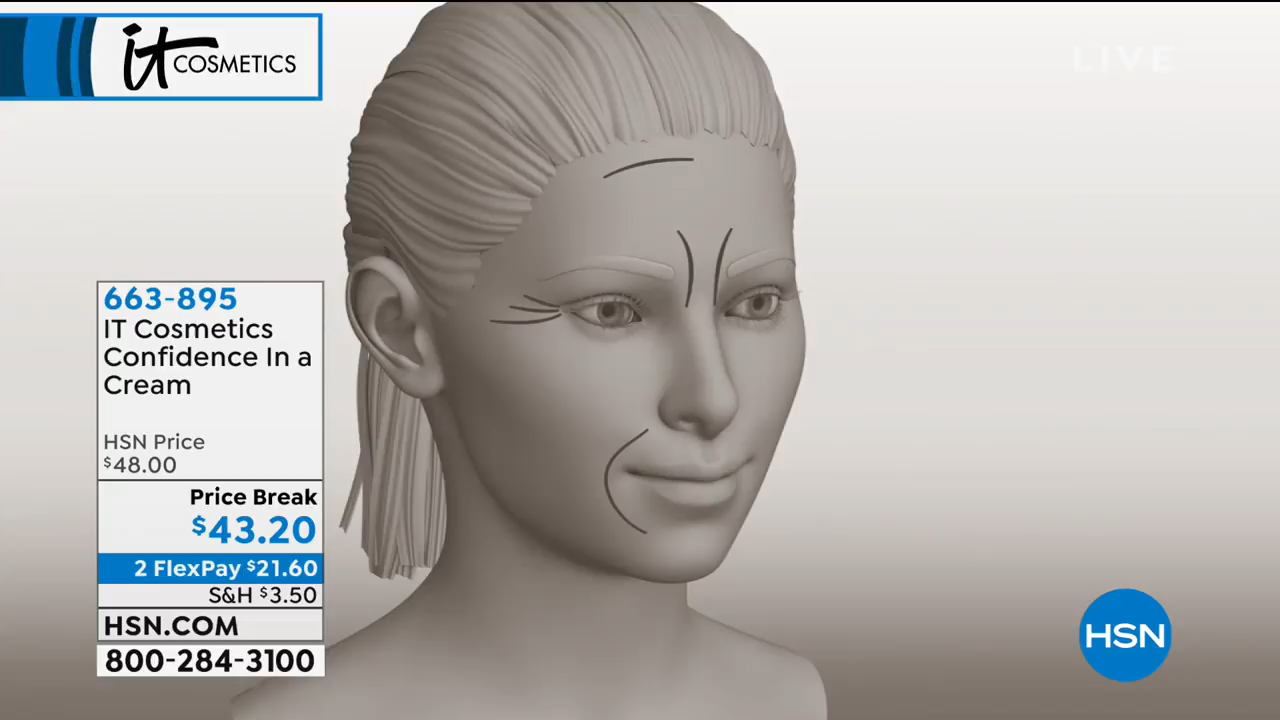 it
COSMETICS
LIVE
663-895
IT Cosmetics
Confidence In a
Cream
HSN Price
$48.00
Price Break
$43.20
2 FlexPay $21.60
S&H $3.50
HSN.COM
800-284-3100
HSN